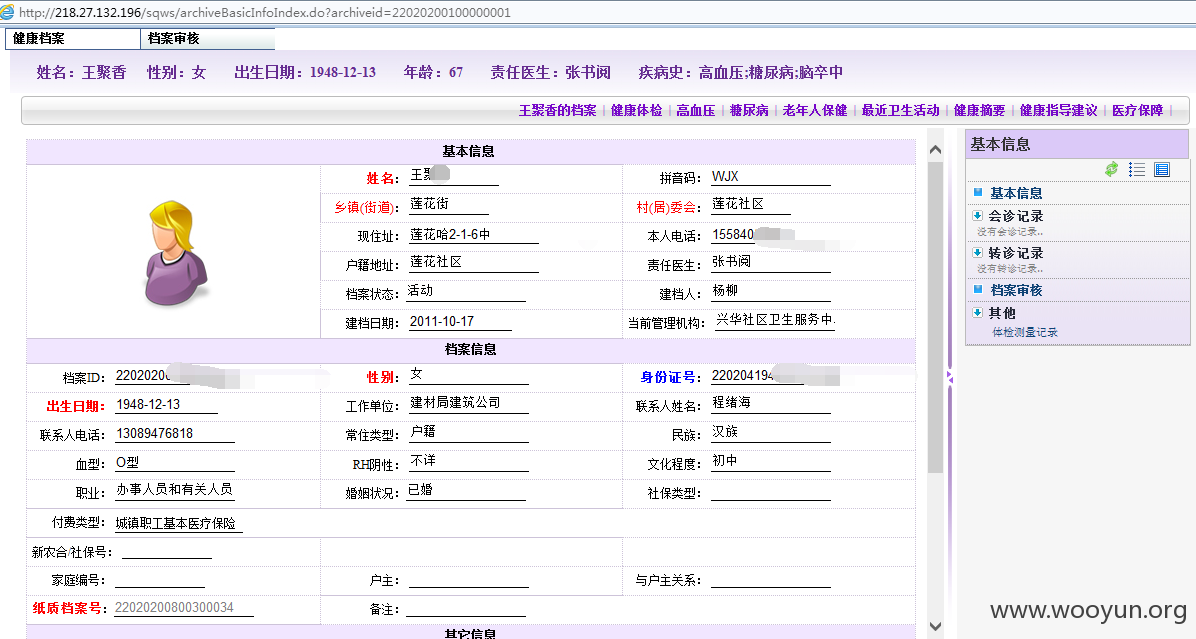 http://218.27.132.196/sqws/archiveBasicInfoIndex.do?archiveid=22020200100000001
健康档案 档案审核
姓名：王聚香 性别：女 出生日期：1948-12-13 年龄：67 责任医生：张书阅 疾病史：高血压;糖尿病;脑卒中
王聚香的档案 | 健康体检 | 高血压 | 糖尿病 | 老年人保健 | 最近卫生活动 | 健康摘要 | 健康指导建议 | 医疗保障 |
基本信息
姓名： 王聚 拼音码： WJX
乡镇(街道)： 莲花街 村(居)委会： 莲花社区
现住址： 莲花哈2-1-6中 本人电话： 155840
户籍地址： 莲花社区 责任医生： 张书阅
档案状态： 活动 建档人： 杨柳
建档日期： 2011-10-17 当前管理机构： 兴华社区卫生服务中.
档案信息
档案ID： 2202020 性别： 女 身份证号： 22020419
出生日期： 1948-12-13 工作单位： 建材局建筑公司 联系人姓名： 程绪海
联系人电话： 13089476818 常住类型： 户籍 民族： 汉族
血型： O型 RH阴性： 不详 文化程度： 初中
职业： 办事人员和有关人员 婚姻状况： 已婚 社保类型：
付费类型： 城镇职工基本医疗保险
新农合/社保号：
家庭编号： 户主： 与户主关系：
纸质档案号： 22020200800300034 备注：
其它信息
基本信息
基本信息
会诊记录
没有会诊记录..
转诊记录
没有转诊记录..
档案审核
其他
体检测量记录
www.wooyun.org